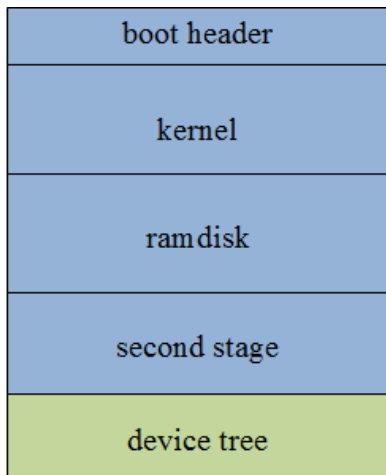 boot header
kernel
ramdisk
second stage
device tree